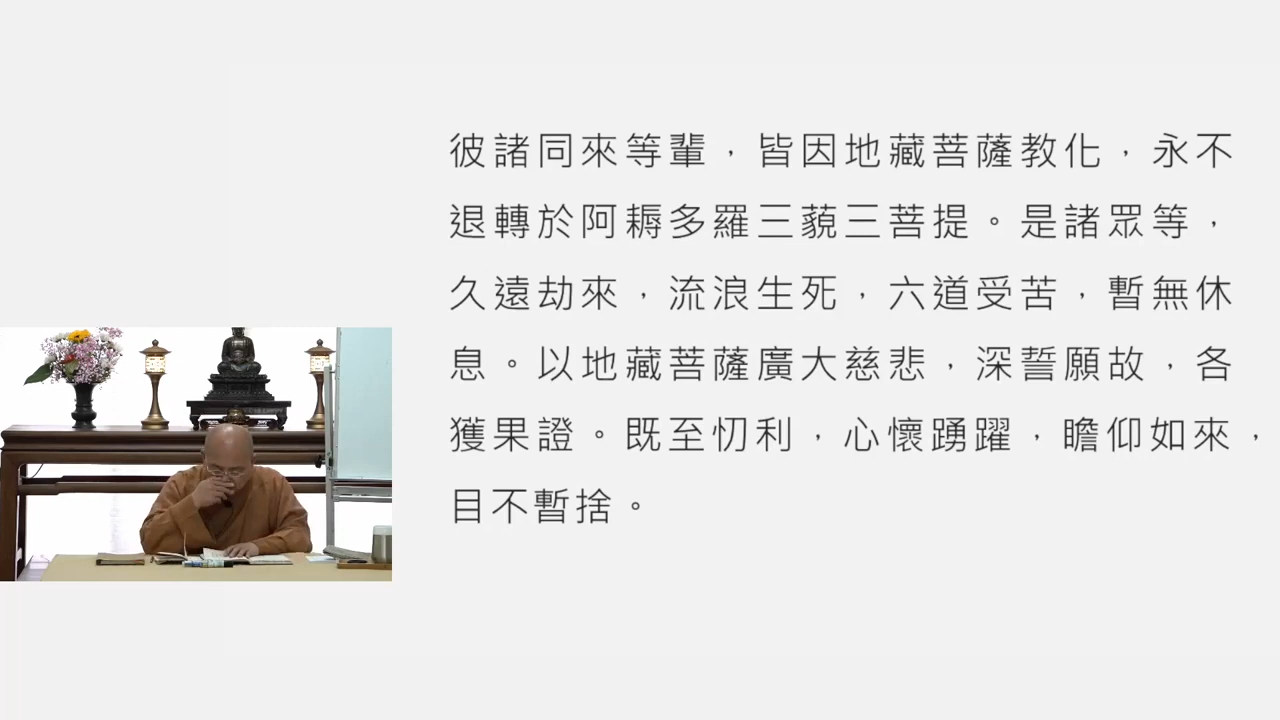 彼諸同來等輩，皆因地藏菩薩教化，永不
退轉於阿耨多羅三藐三菩提。是諸眾等，
久遠劫來，流浪生死，六道受苦，暫無休
息。以地藏菩薩廣大慈悲，深誓願故，各
獲果證。既至忉利，心懷踴躍，瞻仰如來，
目不暫捨。